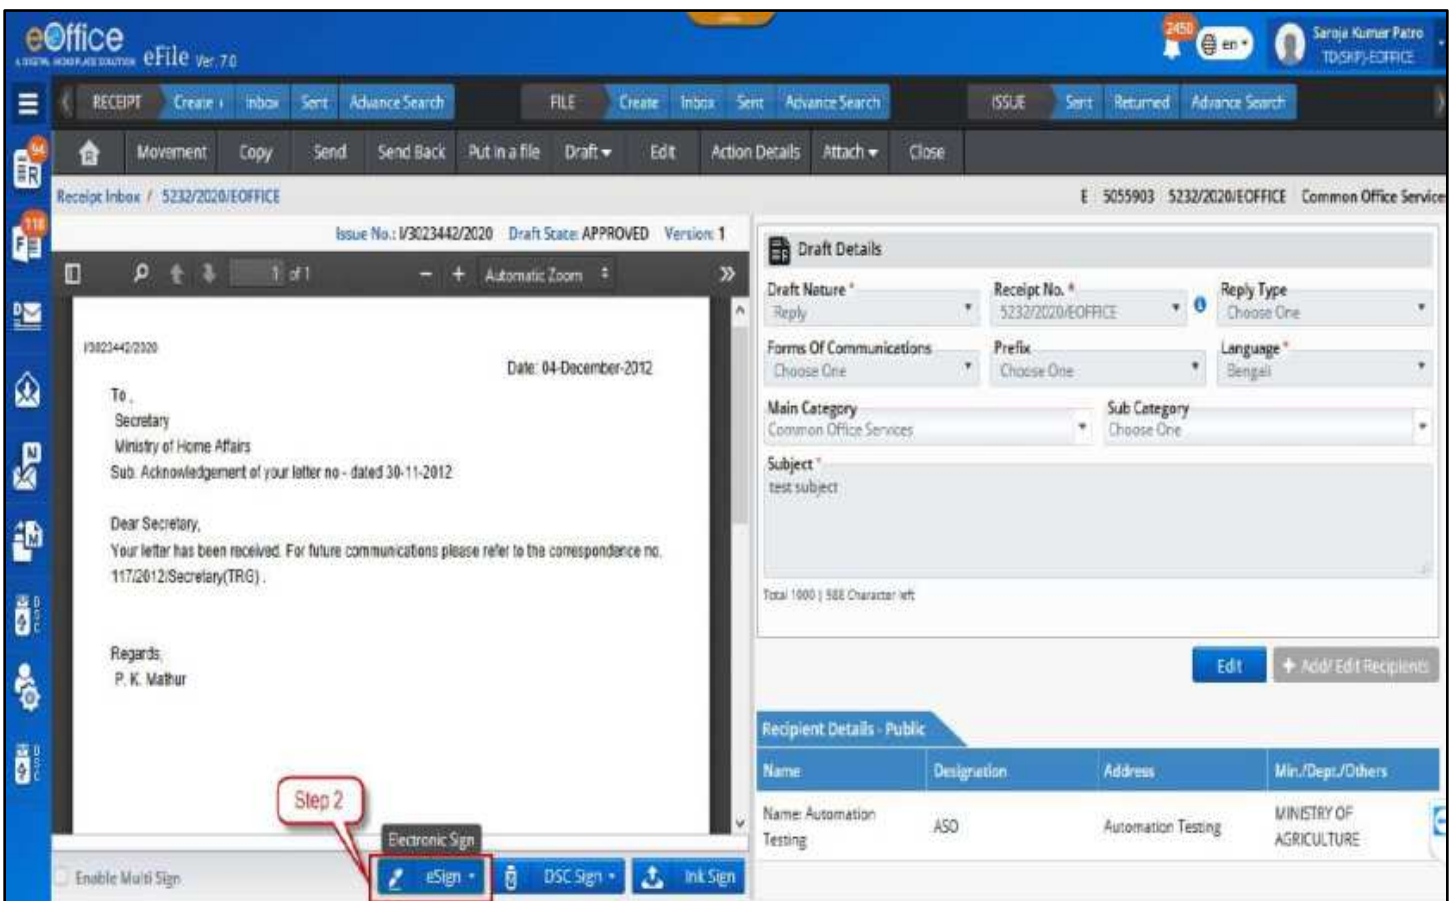 eOffice
A DIGITAL WORKPLACE SOLUTION eFile Ver. 7.0
2450
en
Saroja Kumar Patro
TD(SKP)-EOFFICE
RECEIPT Create Inbox Sent Advance Search FILE Create Inbox Sent Advance Search ISSUE Sent Returned Advance Search
Movement Copy Send Send Back Put in a file Draft Edit Action Details Attach Close
94
R
118
F
D
N
M
DSC
DSC
Receipt Inbox / 5232/2020/EOFFICE
E 5055903 5232/2020/EOFFICE Common Office Service
Issue No.: I/3023442/2020 Draft State: APPROVED Version: 1
1 of 1 − + Automatic Zoom
I/3023442/2020
Date: 04-December-2012
To ,
Secretary
Ministry of Home Affairs
Sub. Acknowledgement of your letter no - dated 30-11-2012
Dear Secretary,
Your letter has been received. For future communications please refer to the correspondence no.
117/2012/Secretary(TRG) .
Regards,
P. K. Mathur
Step 2
Electronic Sign
Enable Multi Sign
eSign DSC Sign Ink Sign
Draft Details
Draft Nature * Receipt No. * Reply Type
Reply 5232/2020/EOFFICE Choose One
Forms Of Communications Prefix Language *
Choose One Choose One Bengali
Main Category Sub Category
Common Office Services Choose One
Subject *
test subject
Total 1000 | 988 Character left
Edit + Add/ Edit Recipients
Recipient Details - Public
Name Designation Address Min./Dept./Others
Name: Automation Testing ASO Automation Testing MINISTRY OF AGRICULTURE